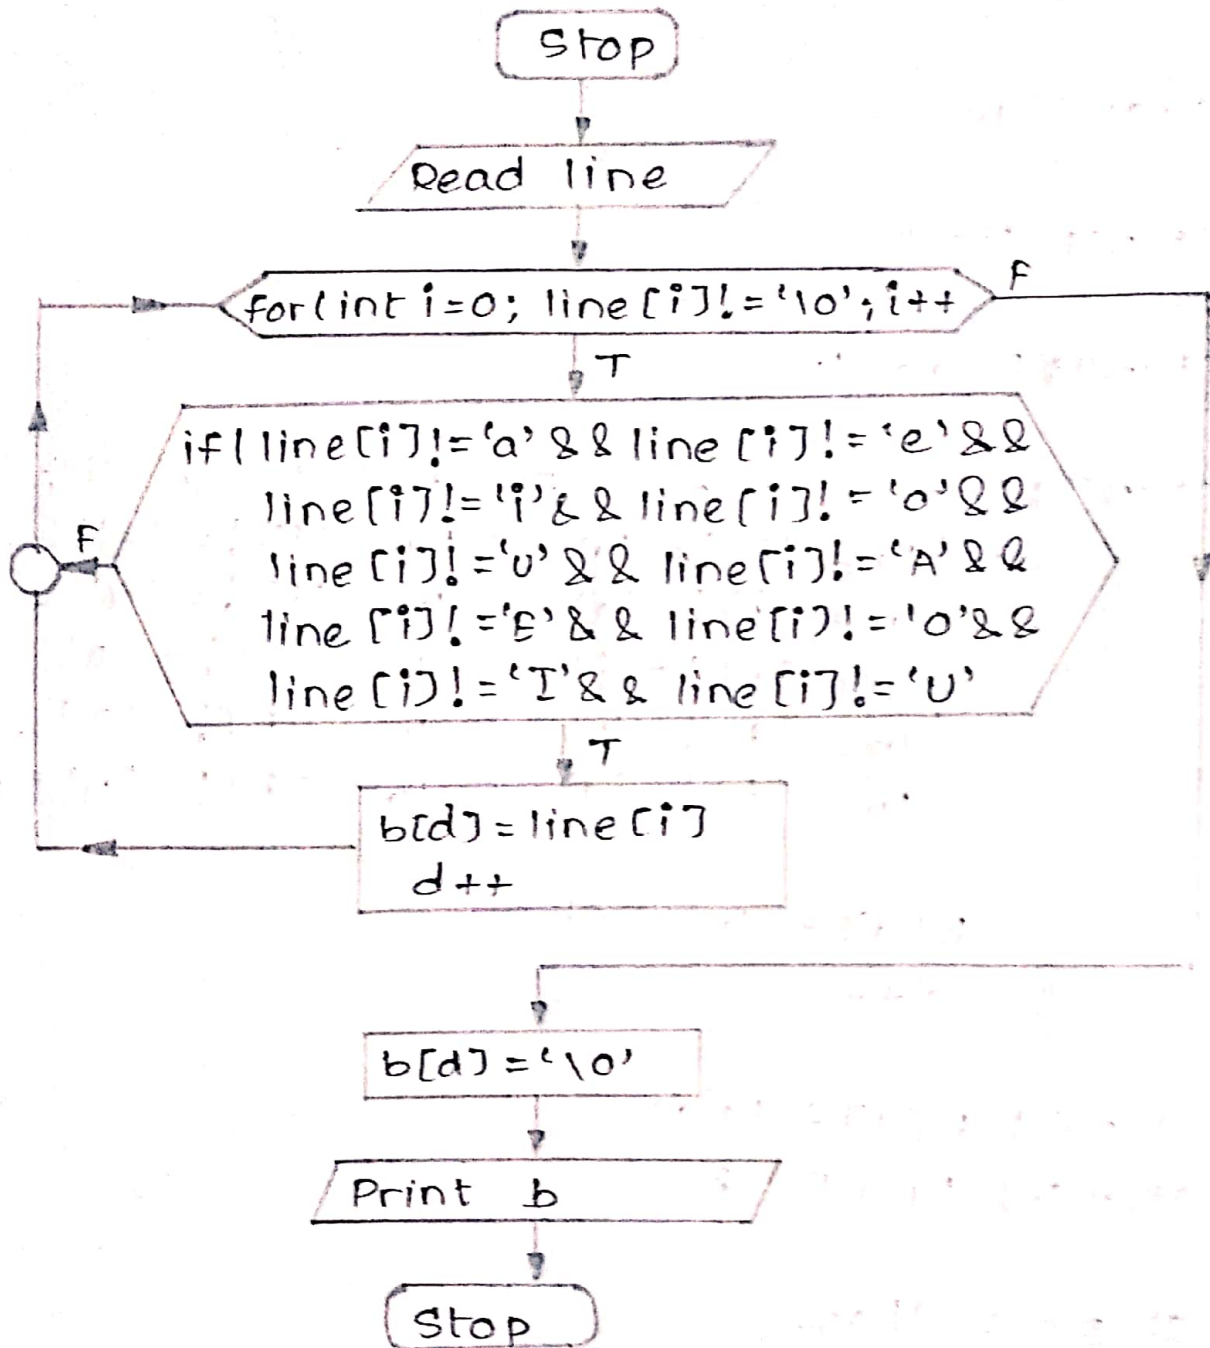 Stop
Read line
for(int i=0; line[i]!='\0'; i++
F
T
if( line[i]!='a' && line[i]!='e' &&
line[i]!='i' && line[i]!='o' &&
F
line[i]!='u' && line[i]!='A' &&
line[i]!='E' && line[i]!='O' &&
line[i]!='I' && line[i]!='U'
T
b[d]=line[i]
d++
b[d]='\0'
Print b
Stop